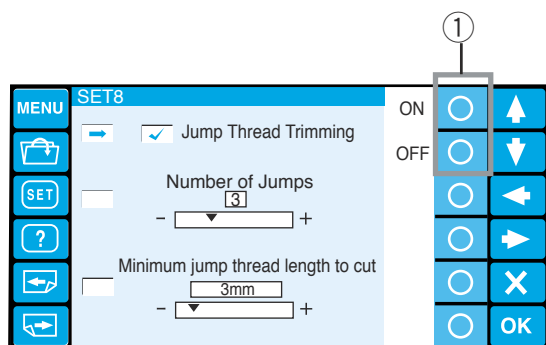 1
MENU
SET8
ON
Jump Thread Trimming
OFF
SET
Number of Jumps
3
- +
?
Minimum jump thread length to cut
3mm
- +
X
OK